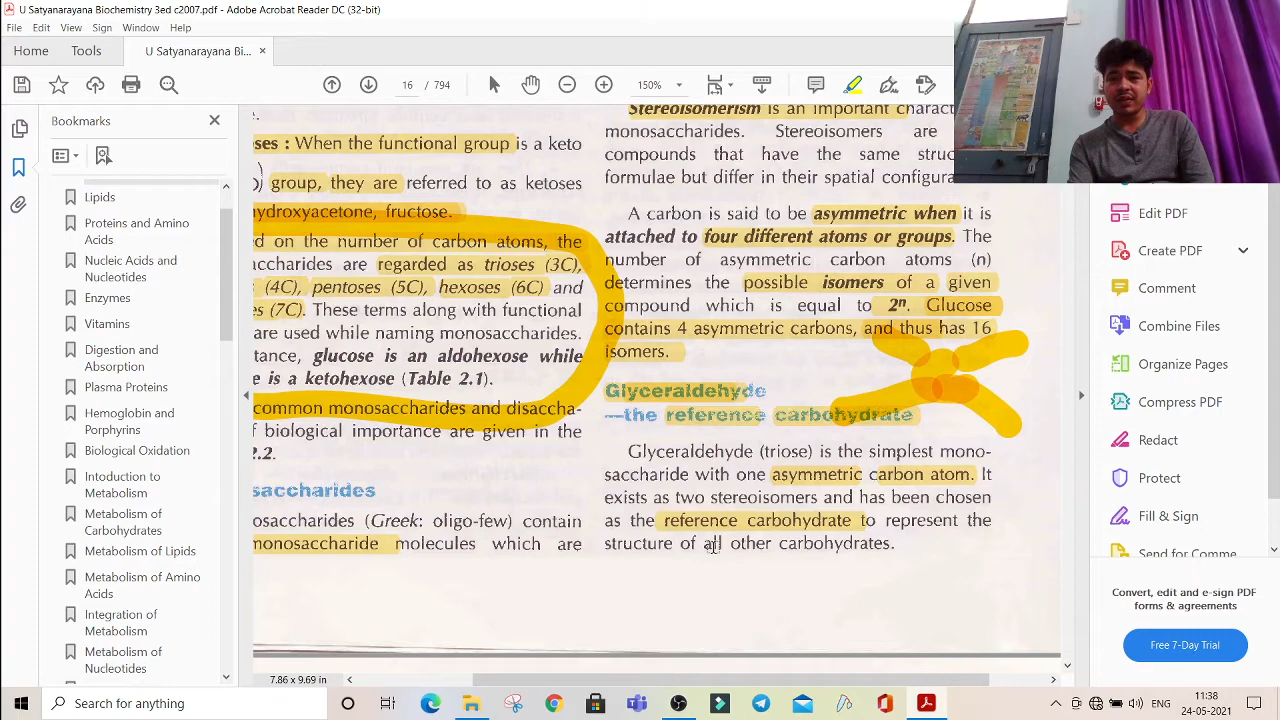 U Satyanarayana Biochemistry 3ed c2007.pdf - Adobe Acrobat Reader DC (32-bit)
File Edit View Sign Window Help
Home Tools U Satyanarayana Bi... ×
16 / 794 150%
Bookmarks
Lipids
Proteins and Amino
Acids
Nucleic Acids and
Nucleotides
Enzymes
Vitamins
Digestion and
Absorption
Plasma Proteins
Hemoglobin and
Porphyrins
Biological Oxidation
Intoduction to
Metabolism
Metabolism of
Carbohydrates
Metabolism of Lipids
Metabolism of Amino
Acids
Integration of
Metabolism
Metabolism of
Nucleotides
oses : When the functional group is a keto
) group, they are referred to as ketoses
hydroxyacetone, fructose.
ed on the number of carbon atoms, the
accharides are regarded as trioses (3C),
(4C), pentoses (5C), hexoses (6C) and
es (7C). These terms along with functional
are used while naming monosaccharides.
tance, glucose is an aldohexose while
e is a ketohexose (Table 2.1).
common monosaccharides and disaccha-
f biological importance are given in the
2.2.
saccharides
osaccharides (Greek: oligo-few) contain
monosaccharide molecules which are
Stereoisomerism is an important charact
monosaccharides. Stereoisomers are
compounds that have the same struc
formulae but differ in their spatial configura
A carbon is said to be asymmetric when it is
attached to four different atoms or groups. The
number of asymmetric carbon atoms (n)
determines the possible isomers of a given
compound which is equal to 2ⁿ. Glucose
contains 4 asymmetric carbons, and thus has 16
isomers.
Glyceraldehyde
—the reference carbohydrate
Glyceraldehyde (triose) is the simplest mono-
saccharide with one asymmetric carbon atom. It
exists as two stereoisomers and has been chosen
as the reference carbohydrate to represent the
structure of all other carbohydrates.
7.86 x 9.69 in
Edit PDF
Create PDF
Comment
Combine Files
Organize Pages
Compress PDF
Redact
Protect
Fill & Sign
Send for Comme
Convert, edit and e-sign PDF
forms & agreements
Free 7-Day Trial
Search for anything
11:38
24-05-2021